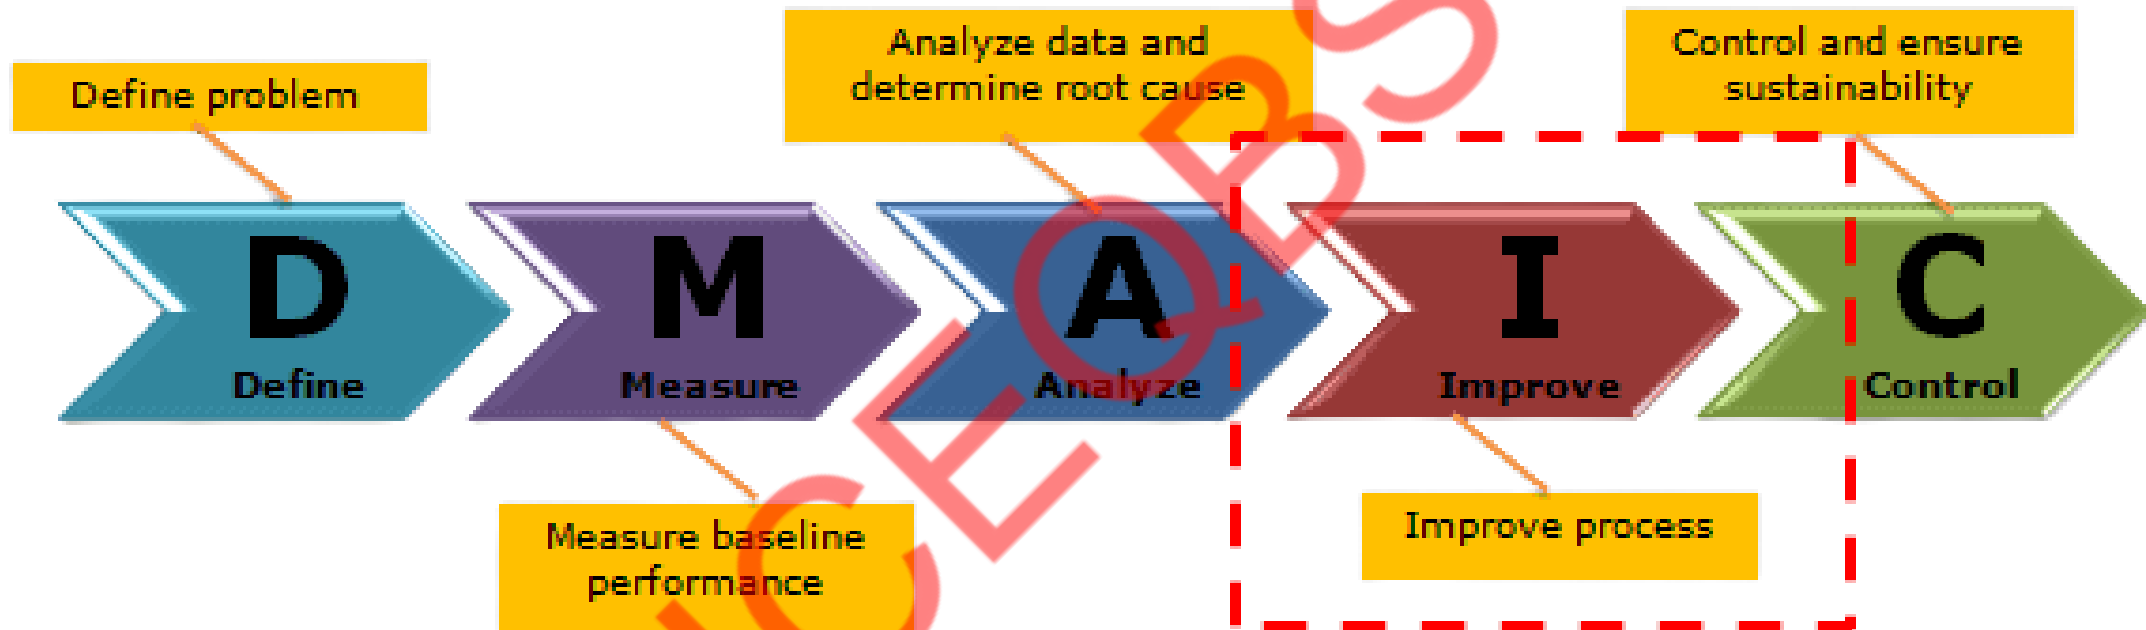 Define problem
Analyze data and
determine root cause
Control and ensure
sustainability
D
Define
M
Measure
A
Analyze
I
Improve
C
Control
Measure baseline
performance
Improve process